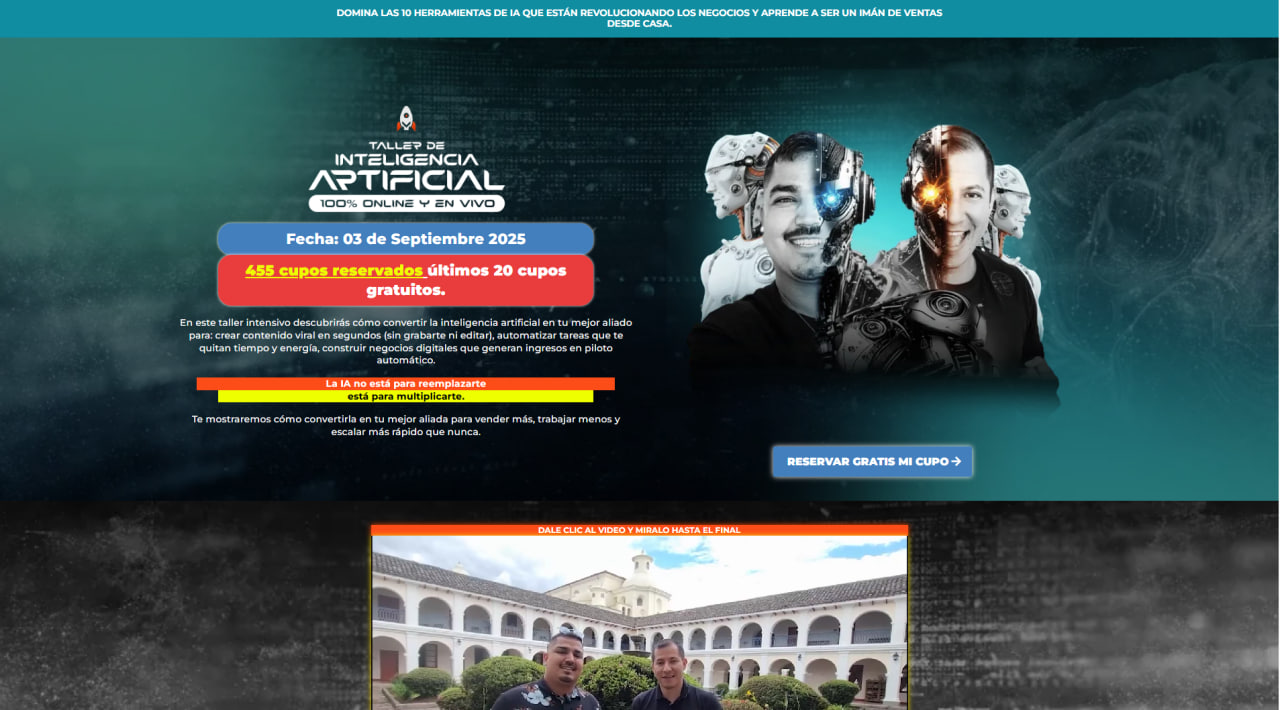 DOMINA LAS 10 HERRAMIENTAS DE IA QUE ESTÁN REVOLUCIONANDO LOS NEGOCIOS Y APRENDE A SER UN IMÁN DE VENTAS
DESDE CASA.
TALLER DE
INTELIGENCIA
ARTIFICIAL
100% ONLINE Y EN VIVO
Fecha: 03 de Septiembre 2025
455 cupos reservados últimos 20 cupos
gratuitos.
En este taller intensivo descubrirás cómo convertir la inteligencia artificial en tu mejor aliado
para: crear contenido viral en segundos (sin grabarte ni editar), automatizar tareas que te
quitan tiempo y energía, construir negocios digitales que generan ingresos en piloto
automático.
La IA no está para reemplazarte
está para multiplicarte.
Te mostraremos cómo convertirla en tu mejor aliada para vender más, trabajar menos y
escalar más rápido que nunca.
RESERVAR GRATIS MI CUPO →
DALE CLIC AL VIDEO Y MIRALO HASTA EL FINAL